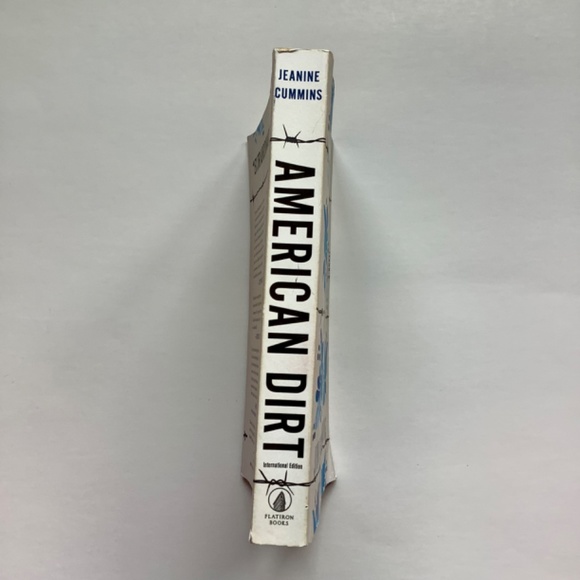 JEANINE
CUMMINS
AMERICAN DIRT
International Edition
FLATIRON
BOOKS